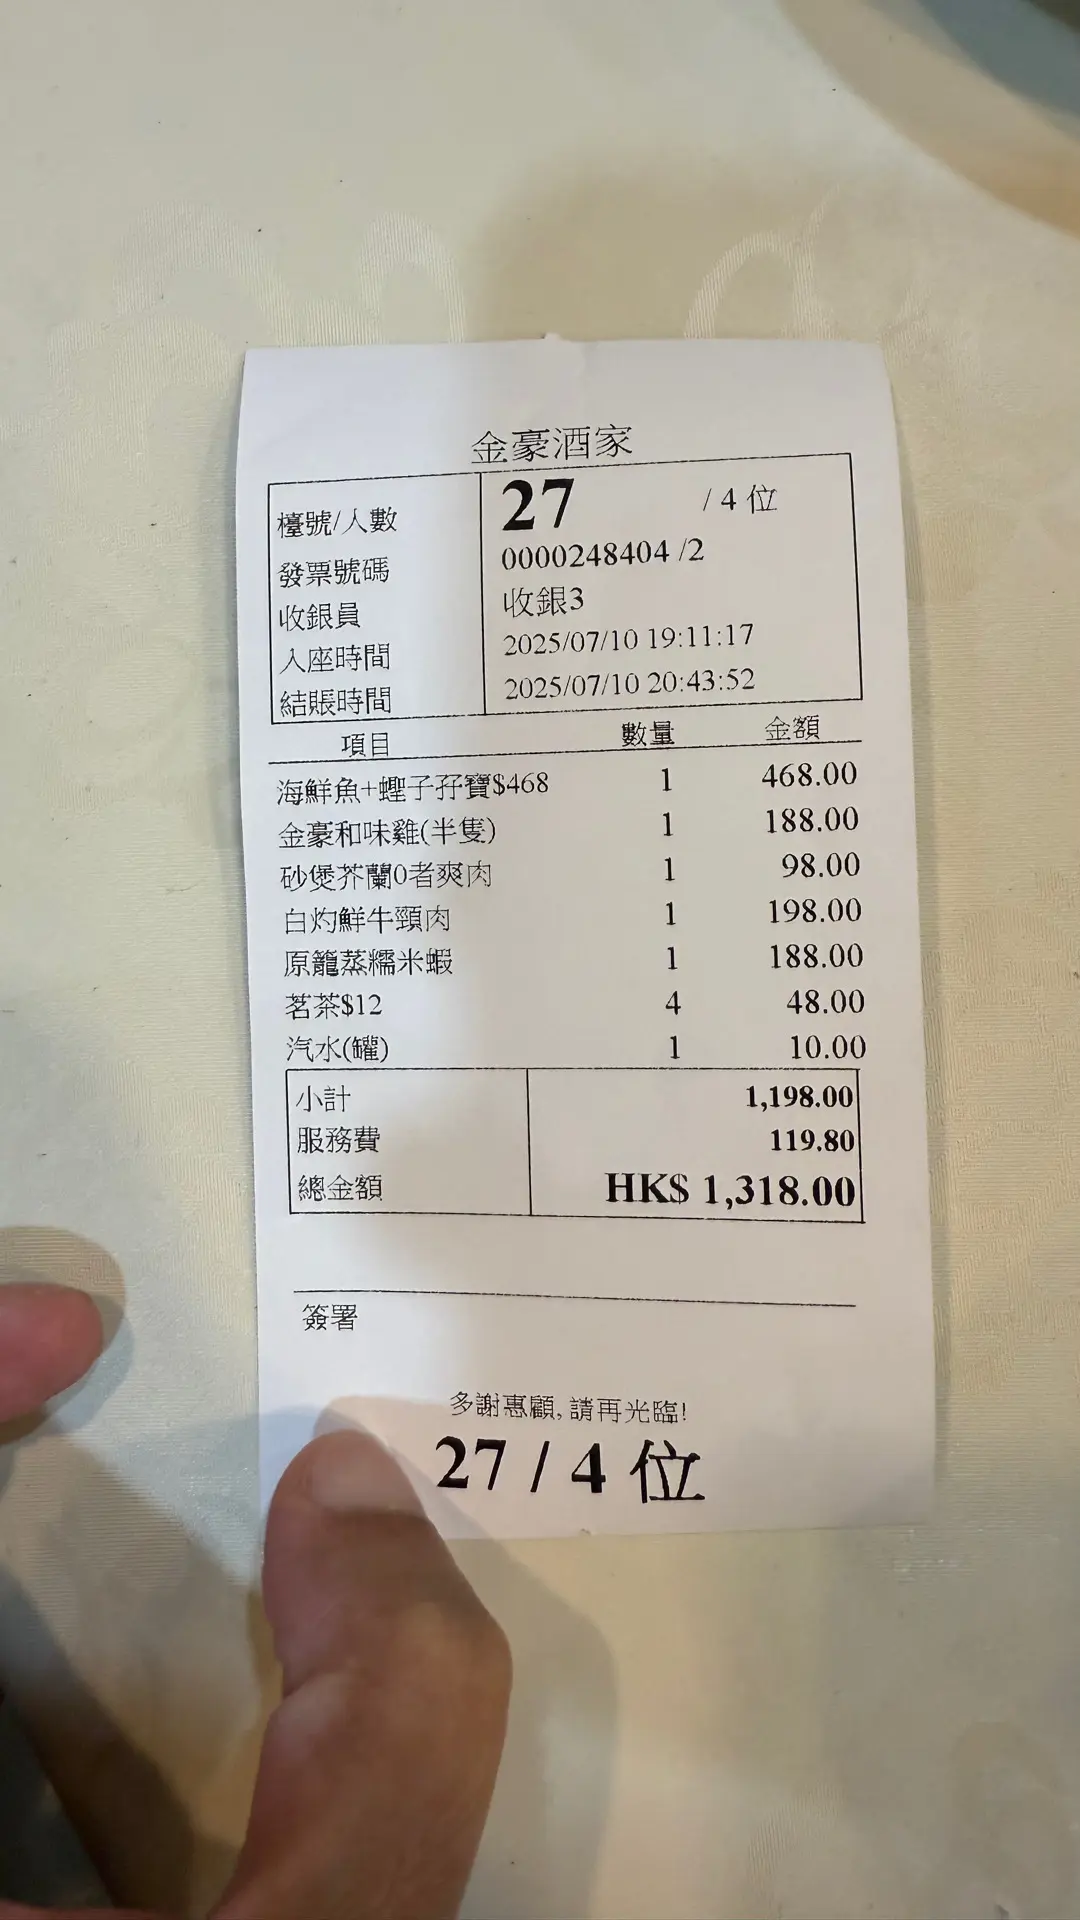 金豪酒家
檯號/人數 27 / 4 位
發票號碼 0000248404 /2
收銀員 收銀3
入座時間 2025/07/10 19:11:17
結賬時間 2025/07/10 20:43:52
項目 數量 金額
海鮮魚+蟶子孖寶$468 1 468.00
金豪和味雞(半隻) 1 188.00
砂煲芥蘭0者爽肉 1 98.00
白灼鮮牛頸肉 1 198.00
原籠蒸糯米蝦 1 188.00
茗茶$12 4 48.00
汽水(罐) 1 10.00
小計 1,198.00
服務費 119.80
總金額 HK$ 1,318.00
簽署
多謝惠顧, 請再光臨!
27 / 4 位